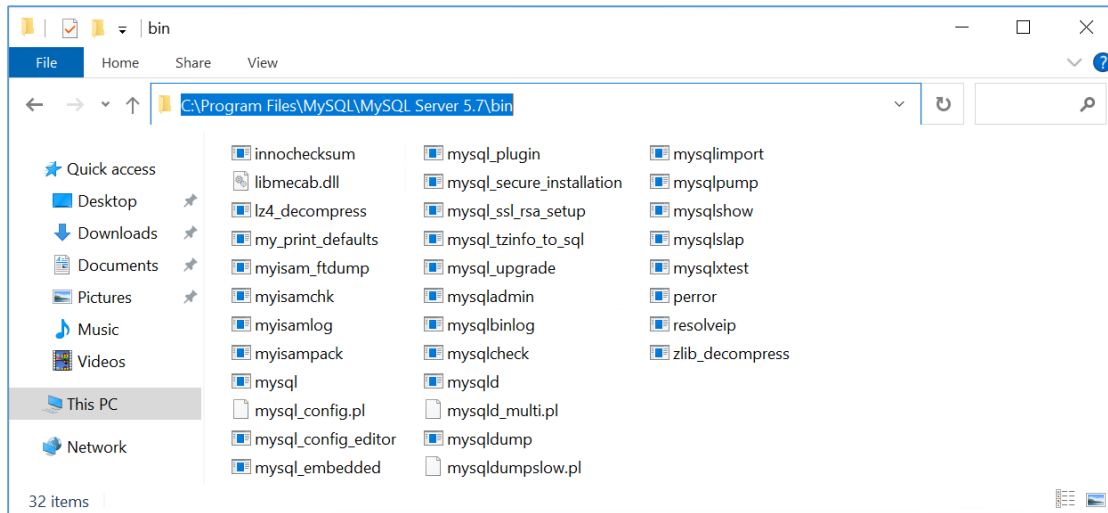 bin
File Home Share View
C:\Program Files\MySQL\MySQL Server 5.7\bin
Quick access
Desktop
Downloads
Documents
Pictures
Music
Videos
This PC
Network
innochecksum
libmecab.dll
lz4_decompress
my_print_defaults
myisam_ftdump
myisamchk
myisamlog
myisampack
mysql
mysql_config.pl
mysql_config_editor
mysql_embedded
mysql_plugin
mysql_secure_installation
mysql_ssl_rsa_setup
mysql_tzinfo_to_sql
mysql_upgrade
mysqladmin
mysqlbinlog
mysqlcheck
mysqld
mysqld_multi.pl
mysqldump
mysqldumpslow.pl
mysqlimport
mysqlpump
mysqlshow
mysqlslap
mysqlxtest
perror
resolveip
zlib_decompress
32 items